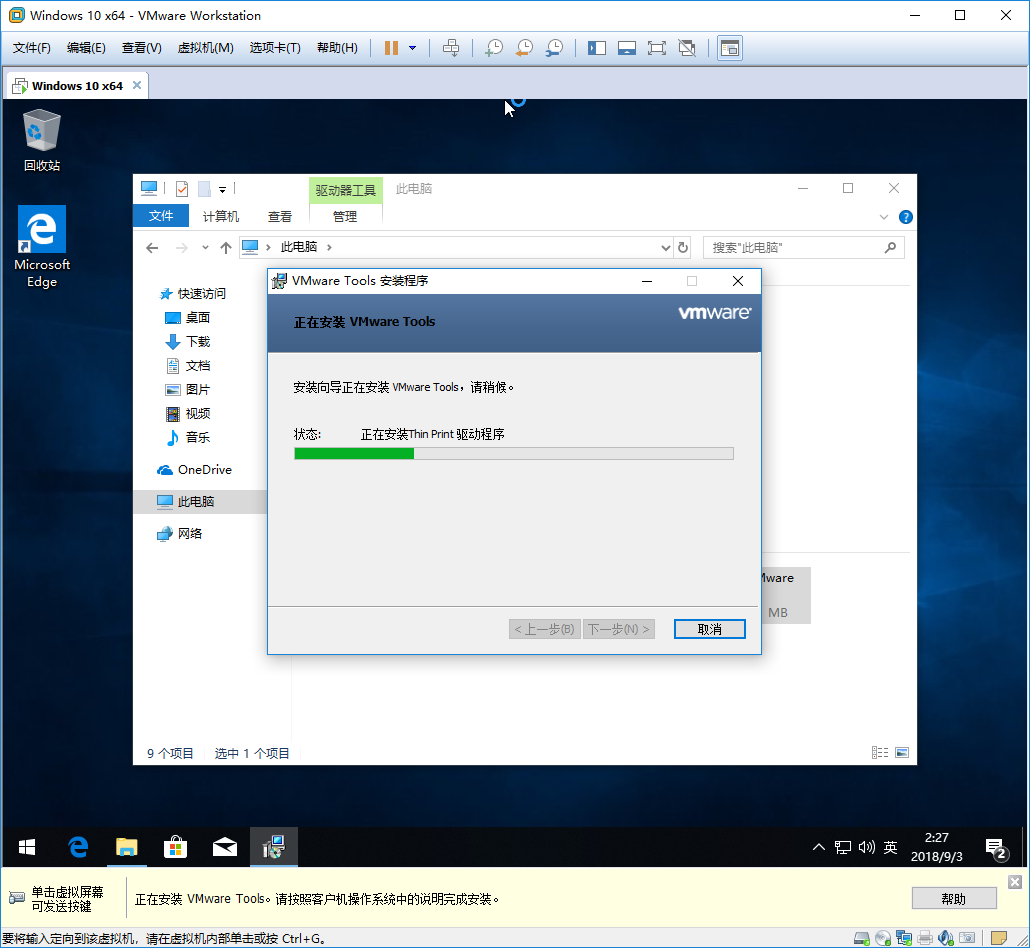 Windows 10 x64 - VMware Workstation
文件(F) 编辑(E) 查看(V) 虚拟机(M) 选项卡(T) 帮助(H)
Windows 10 x64
回收站
Microsoft
Edge
驱动器工具 此电脑
文件 计算机 查看 管理
此电脑 搜索"此电脑"
VMware Tools 安装程序
正在安装 VMware Tools
vmware
安装向导正在安装 VMware Tools，请稍候。
状态: 正在安装Thin Print 驱动程序
< 上一步(B) 下一步(N) > 取消
快速访问
桌面
下载
文档
图片
视频
音乐
OneDrive
此电脑
网络
Mware
MB
9 个项目 选中 1 个项目
英
2:27
2018/9/3
2
单击虚拟屏幕
可发送按键
正在安装 VMware Tools。请按照客户机操作系统中的说明完成安装。
帮助
要将输入定向到该虚拟机，请在虚拟机内部单击或按 Ctrl+G。